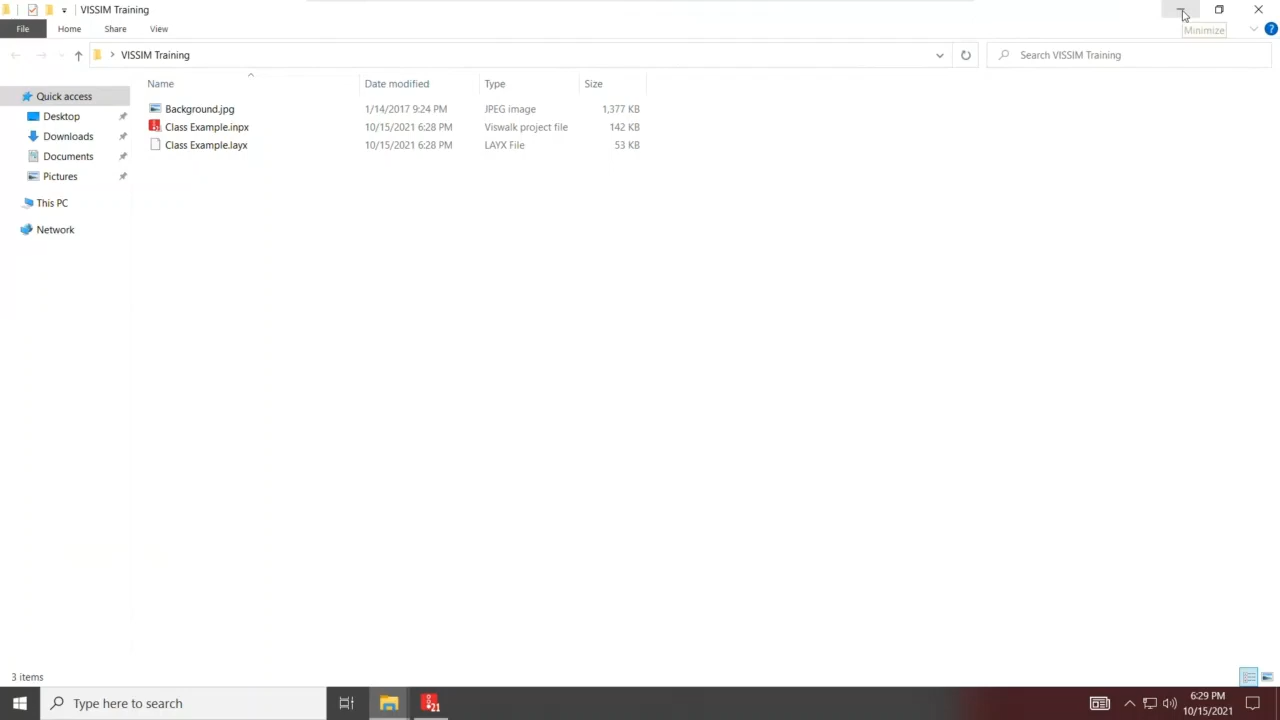 VISSIM Training
File Home Share View
Minimize
VISSIM Training
Search VISSIM Training
Name Date modified Type Size
Quick access
Desktop
Downloads
Documents
Pictures
This PC
Network
Background.jpg 1/14/2017 9:24 PM JPEG image 1,377 KB
Class Example.inpx 10/15/2021 6:28 PM Viswalk project file 142 KB
Class Example.layx 10/15/2021 6:28 PM LAYX File 53 KB
3 items
Type here to search
21
6:29 PM
10/15/2021